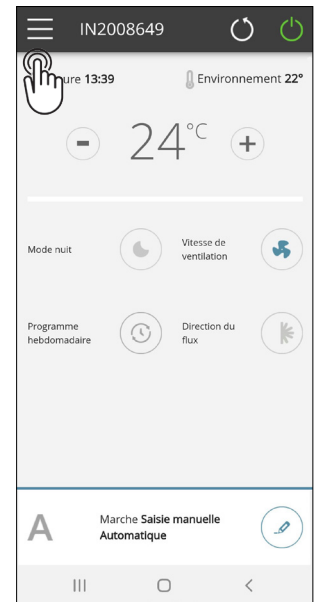 IN2008649
ure 13:39
Environnement 22°
24°C
Mode nuit
Vitesse de
ventilation
Programme
hebdomadaire
Direction du
flux
A
Marche Saisie manuelle
Automatique